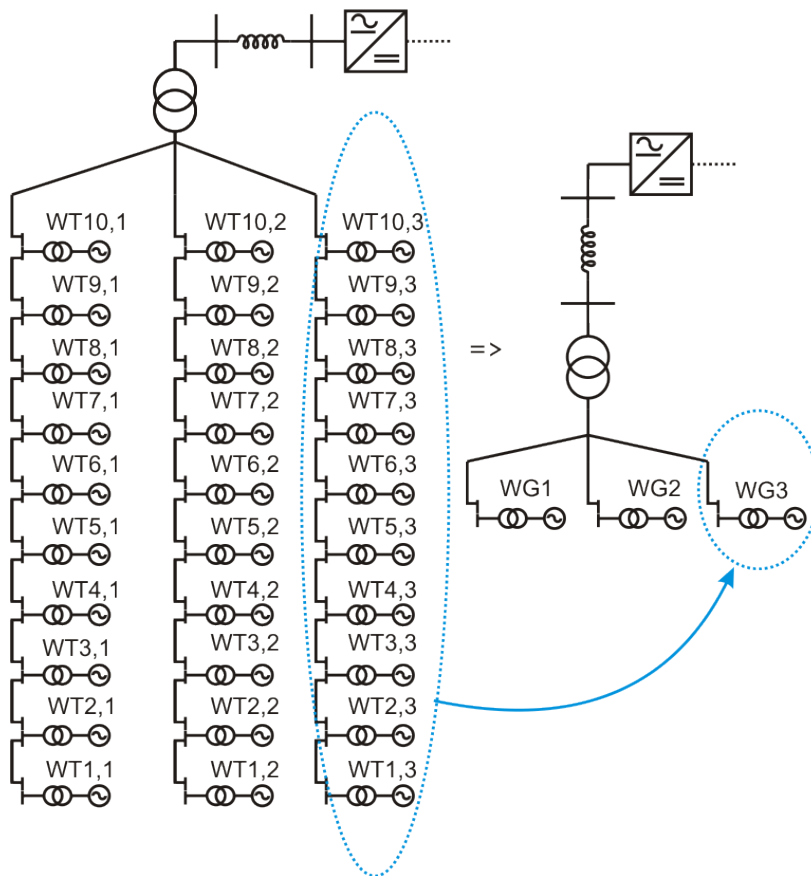 WT10,1 WT10,2 WT10,3
WT9,1 WT9,2 WT9,3
WT8,1 WT8,2 WT8,3
=>
WT7,1 WT7,2 WT7,3
WT6,1 WT6,2 WT6,3
WG1 WG2 WG3
WT5,1 WT5,2 WT5,3
WT4,1 WT4,2 WT4,3
WT3,1 WT3,2 WT3,3
WT2,1 WT2,2 WT2,3
WT1,1 WT1,2 WT1,3